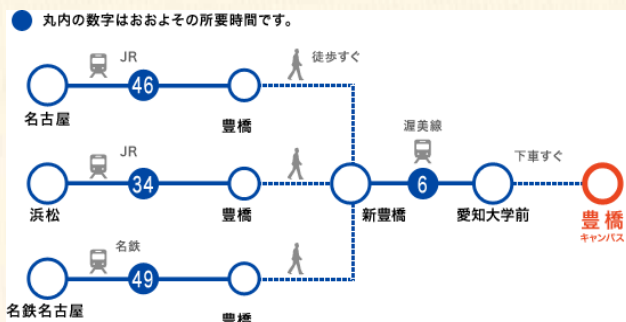 丸内の数字はおおよその所要時間です。
JR
徒歩すぐ
46
名古屋
豊橋
渥美線
JR
下車すぐ
34
6
浜松
豊橋
新豊橋
愛知大学前
豊橋
キャンパス
名鉄
49
名鉄名古屋
豊橋